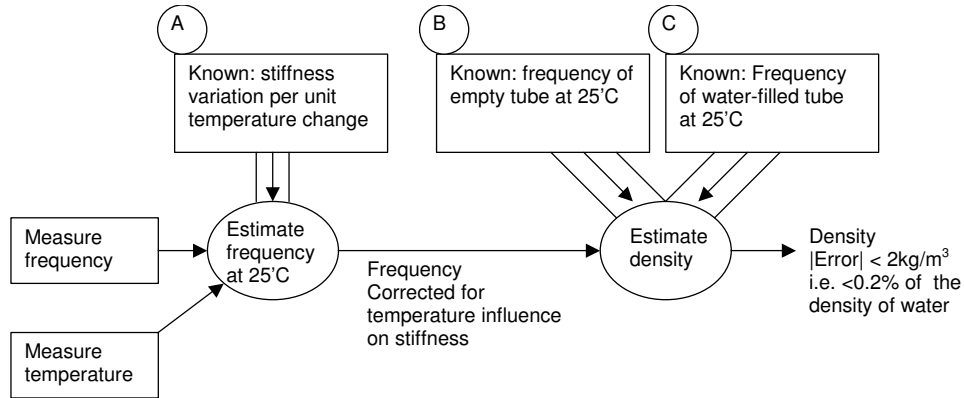 A
Known: stiffness
variation per unit
temperature change
B
Known: frequency of
empty tube at 25'C
C
Known: Frequency
of water-filled tube
at 25'C
Measure
frequency
Estimate
frequency
at 25'C
Measure
temperature
Frequency
Corrected for
temperature influence
on stiffness
Estimate
density
Density
|Error| < 2kg/m³
i.e. <0.2% of the
density of water